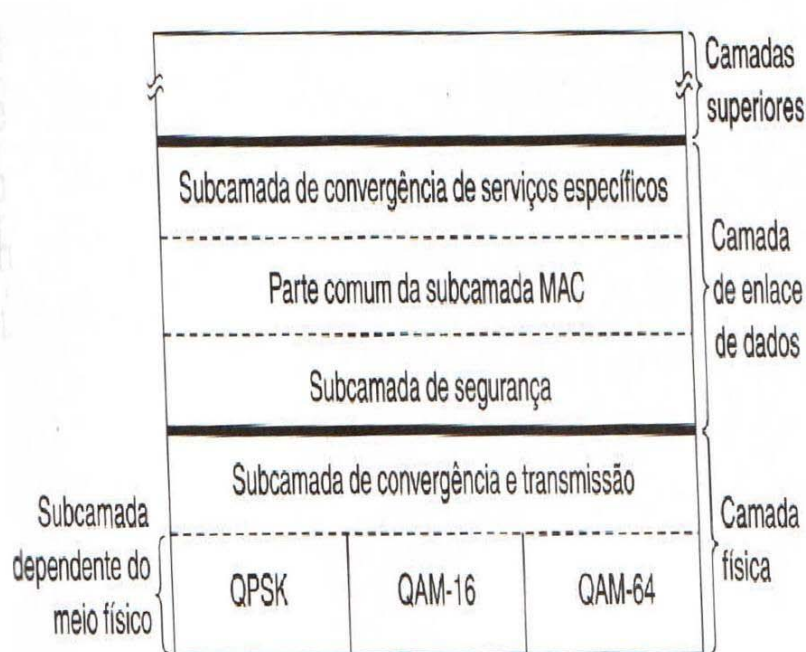 Camadas
superiores
Subcamada de convergência de serviços específicos
Parte comum da subcamada MAC
Camada
de enlace
de dados
Subcamada de segurança
Subcamada de convergência e transmissão
Subcamada
dependente do
meio físico
QPSK
QAM-16
QAM-64
Camada
física